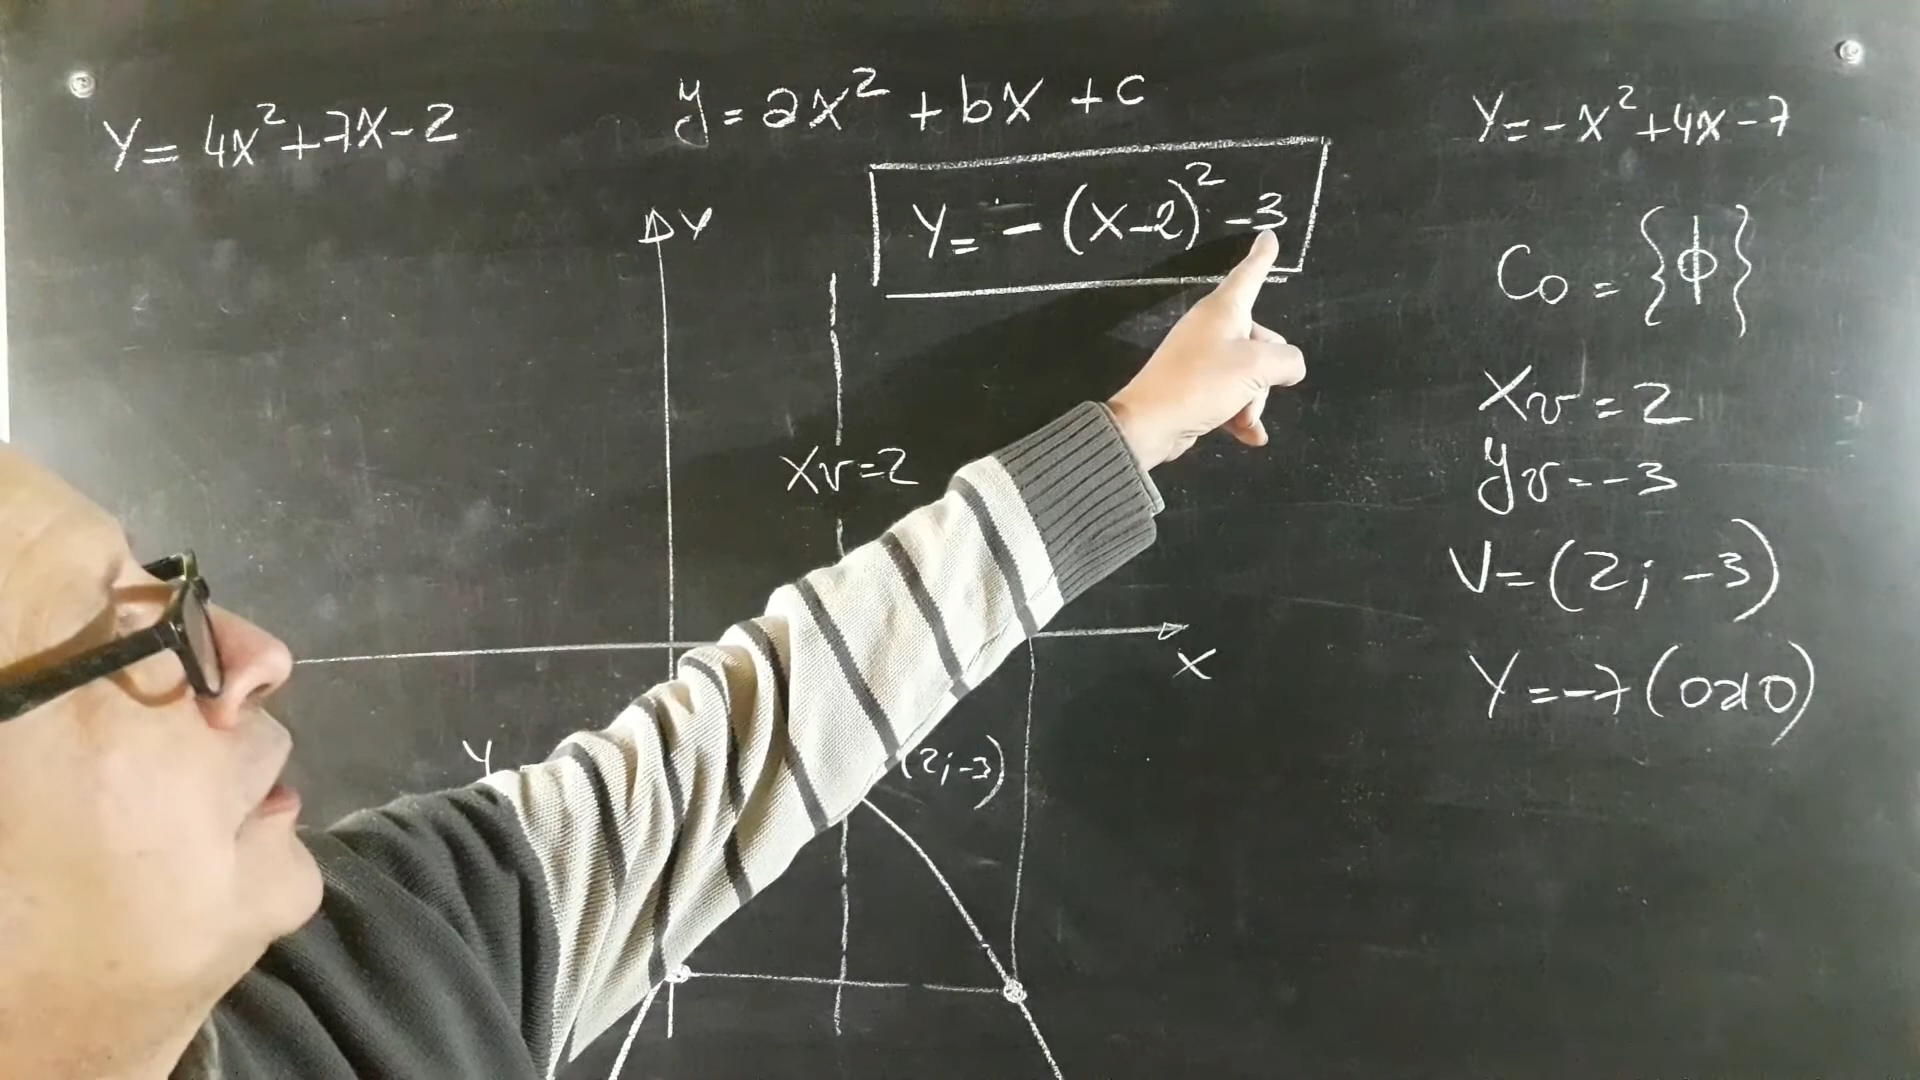 Y = 4x² + 7x - 2
y = ax² + bx + c
Y = - (x-2)² - 3
Y
Xv = 2
X
Y
(2; -3)
Y = -x² + 4x - 7
Co = {ϕ}
Xv = 2
yv = -3
V = (2; -3)
Y = -7 (OdO)